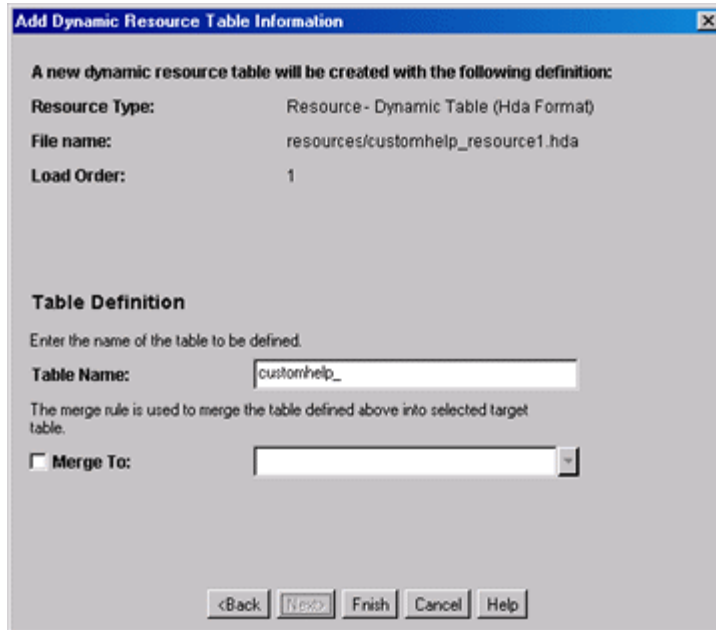 Add Dynamic Resource Table Information
A new dynamic resource table will be created with the following definition:
Resource Type: Resource - Dynamic Table (Hda Format)
File name: resources/customhelp_resource1.hda
Load Order: 1
Table Definition
Enter the name of the table to be defined.
Table Name: customhelp_
The merge rule is used to merge the table defined above into selected target
table.
Merge To:
<Back Next> Fnish Cancel Help